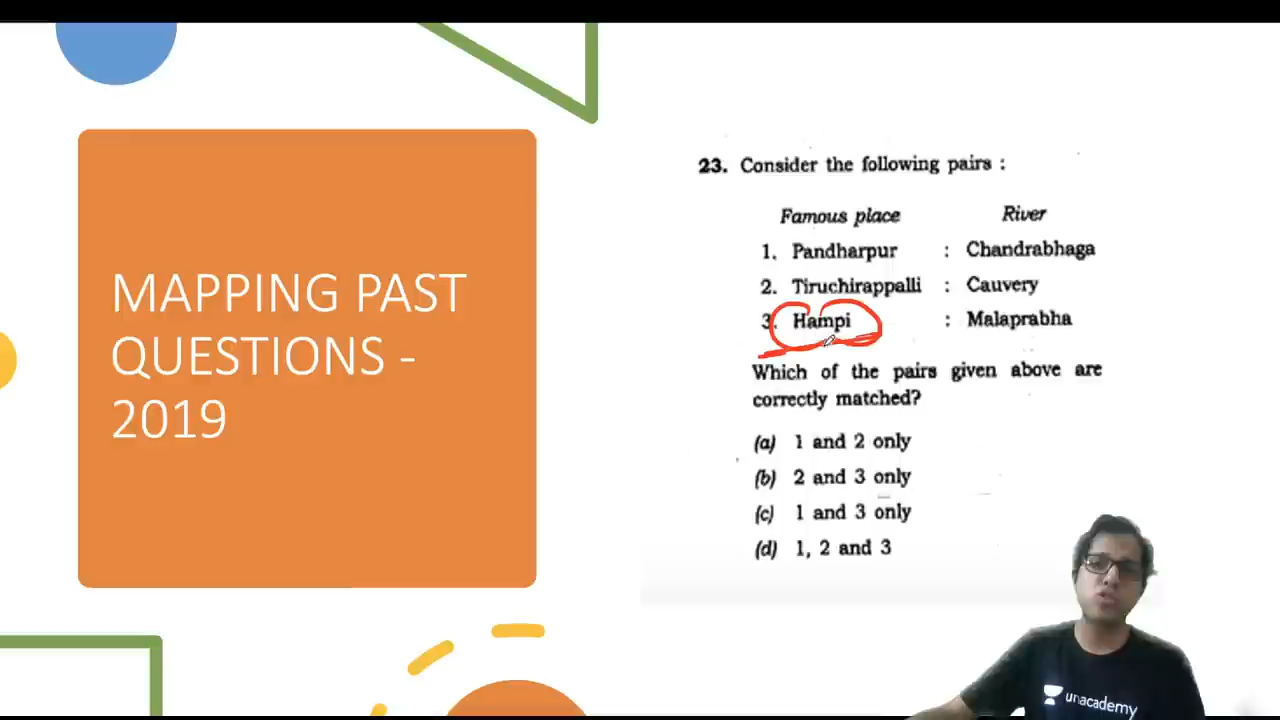 MAPPING PAST
QUESTIONS -
2019
23. Consider the following pairs :
Famous place River
1. Pandharpur : Chandrabhaga
2. Tiruchirappalli : Cauvery
3. Hampi : Malaprabha
Which of the pairs given above are
correctly matched?
(a) 1 and 2 only
(b) 2 and 3 only
(c) 1 and 3 only
(d) 1, 2 and 3
unacademy